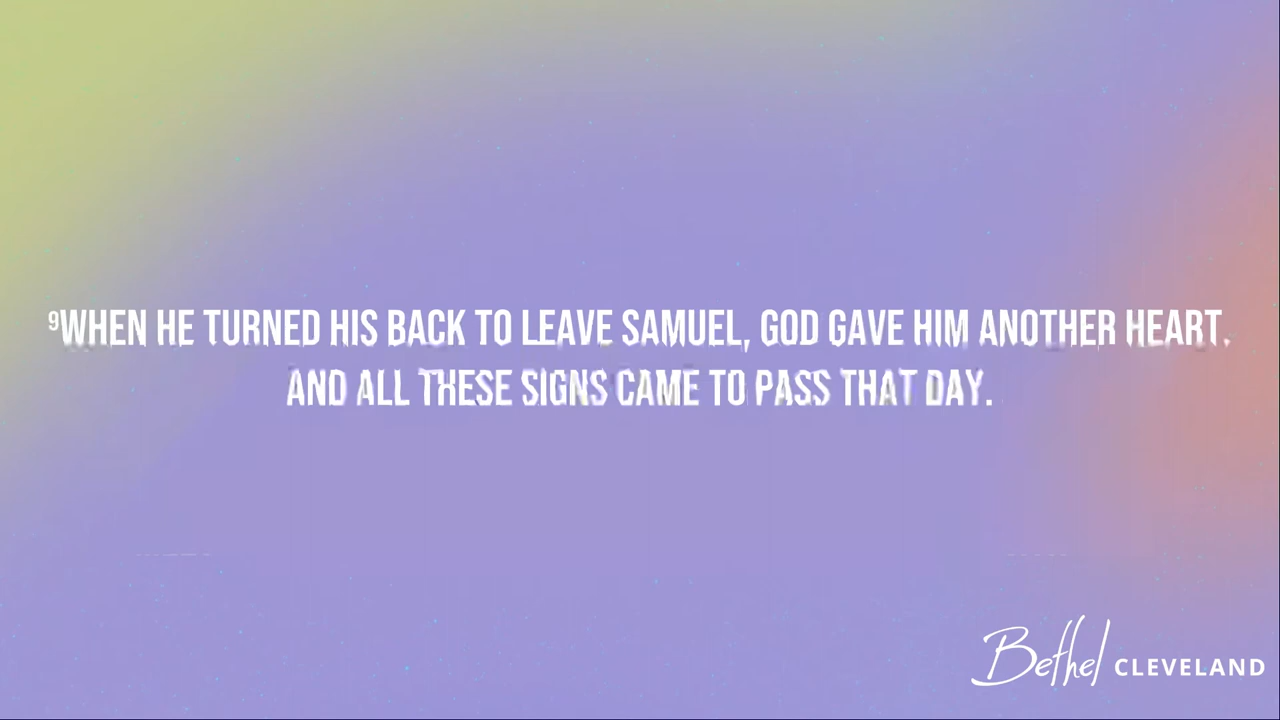 ⁹WHEN HE TURNED HIS BACK TO LEAVE SAMUEL, GOD GAVE HIM ANOTHER HEART.
AND ALL THESE SIGNS CAME TO PASS THAT DAY.
Bethel CLEVELAND